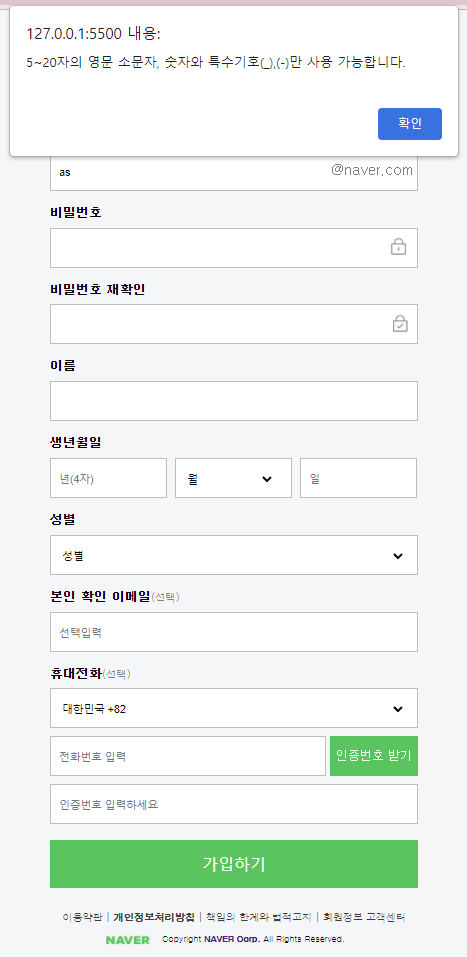 127.0.0.1:5500 내용:
5~20자의 영문 소문자, 숫자와 특수기호(_),(-)만 사용 가능합니다.
확인
as @naver.com
비밀번호
비밀번호 재확인
이름
생년월일
년(4자) 월 일
성별
성별
본인 확인 이메일(선택)
선택입력
휴대전화(선택)
대한민국 +82
전화번호 입력 인증번호 받기
인증번호 입력하세요
가입하기
이용약관 | 개인정보처리방침 | 책임의 한계와 법적고지 | 회원정보 고객센터
NAVER Copyright NAVER Corp. All Rights Reserved.